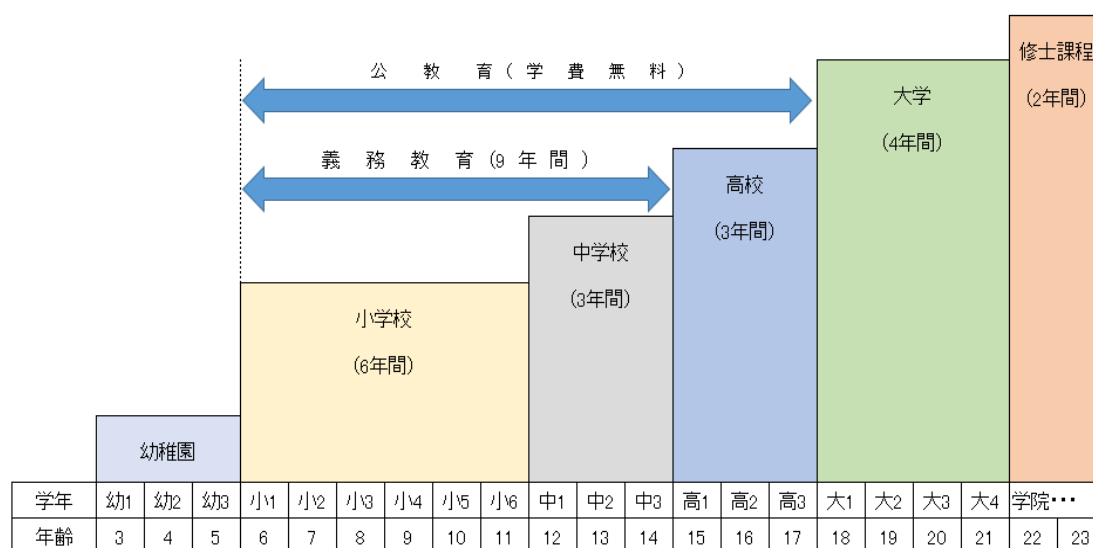 修士課程
(2年間)
公教育(学費無料)
大学
(4年間)
義務教育(9年間)
高校
(3年間)
中学校
(3年間)
小学校
(6年間)
幼稚園
学年 幼1 幼2 幼3 小1 小2 小3 小4 小5 小6 中1 中2 中3 高1 高2 高3 大1 大2 大3 大4 学院・・・
年齢 3 4 5 6 7 8 9 10 11 12 13 14 15 16 17 18 19 20 21 22 23